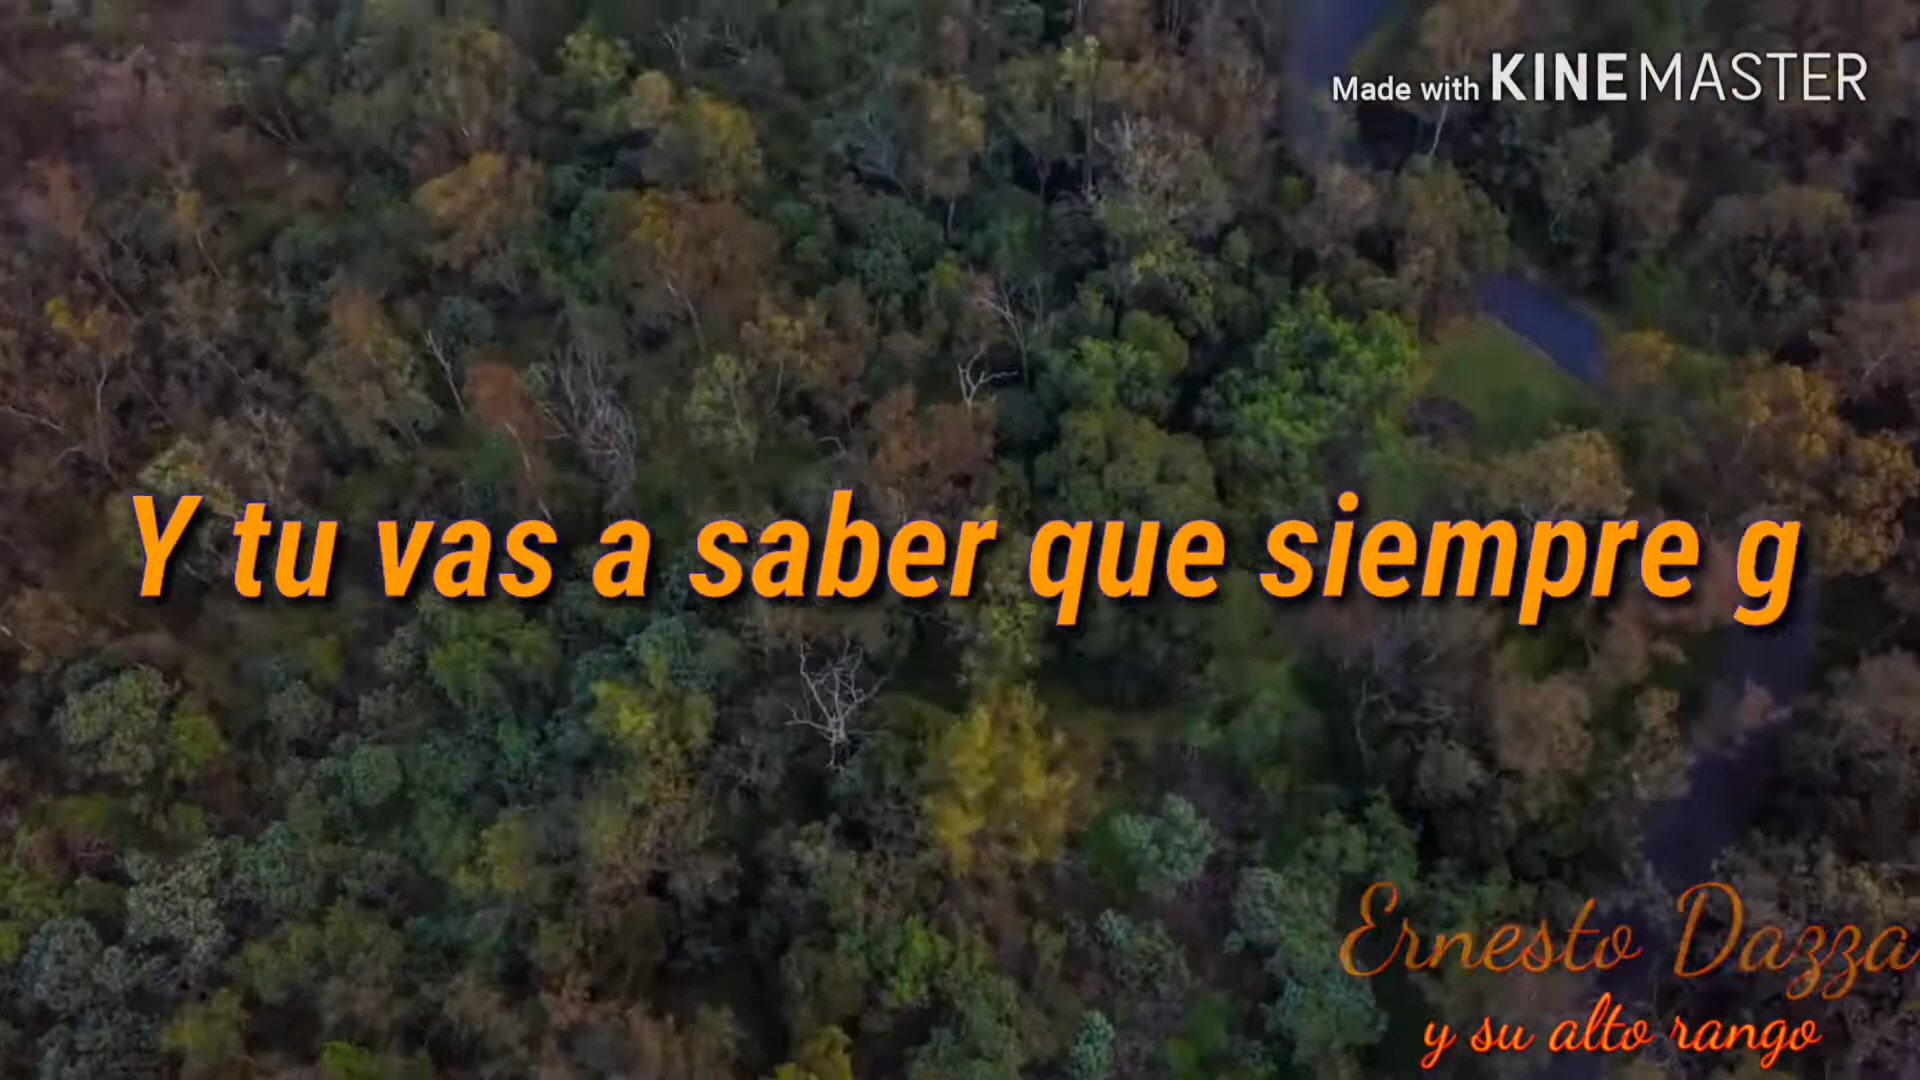 Made with KINEMASTER
Y tu vas a saber que siempre g
Ernesto Dazza
y su alto rango